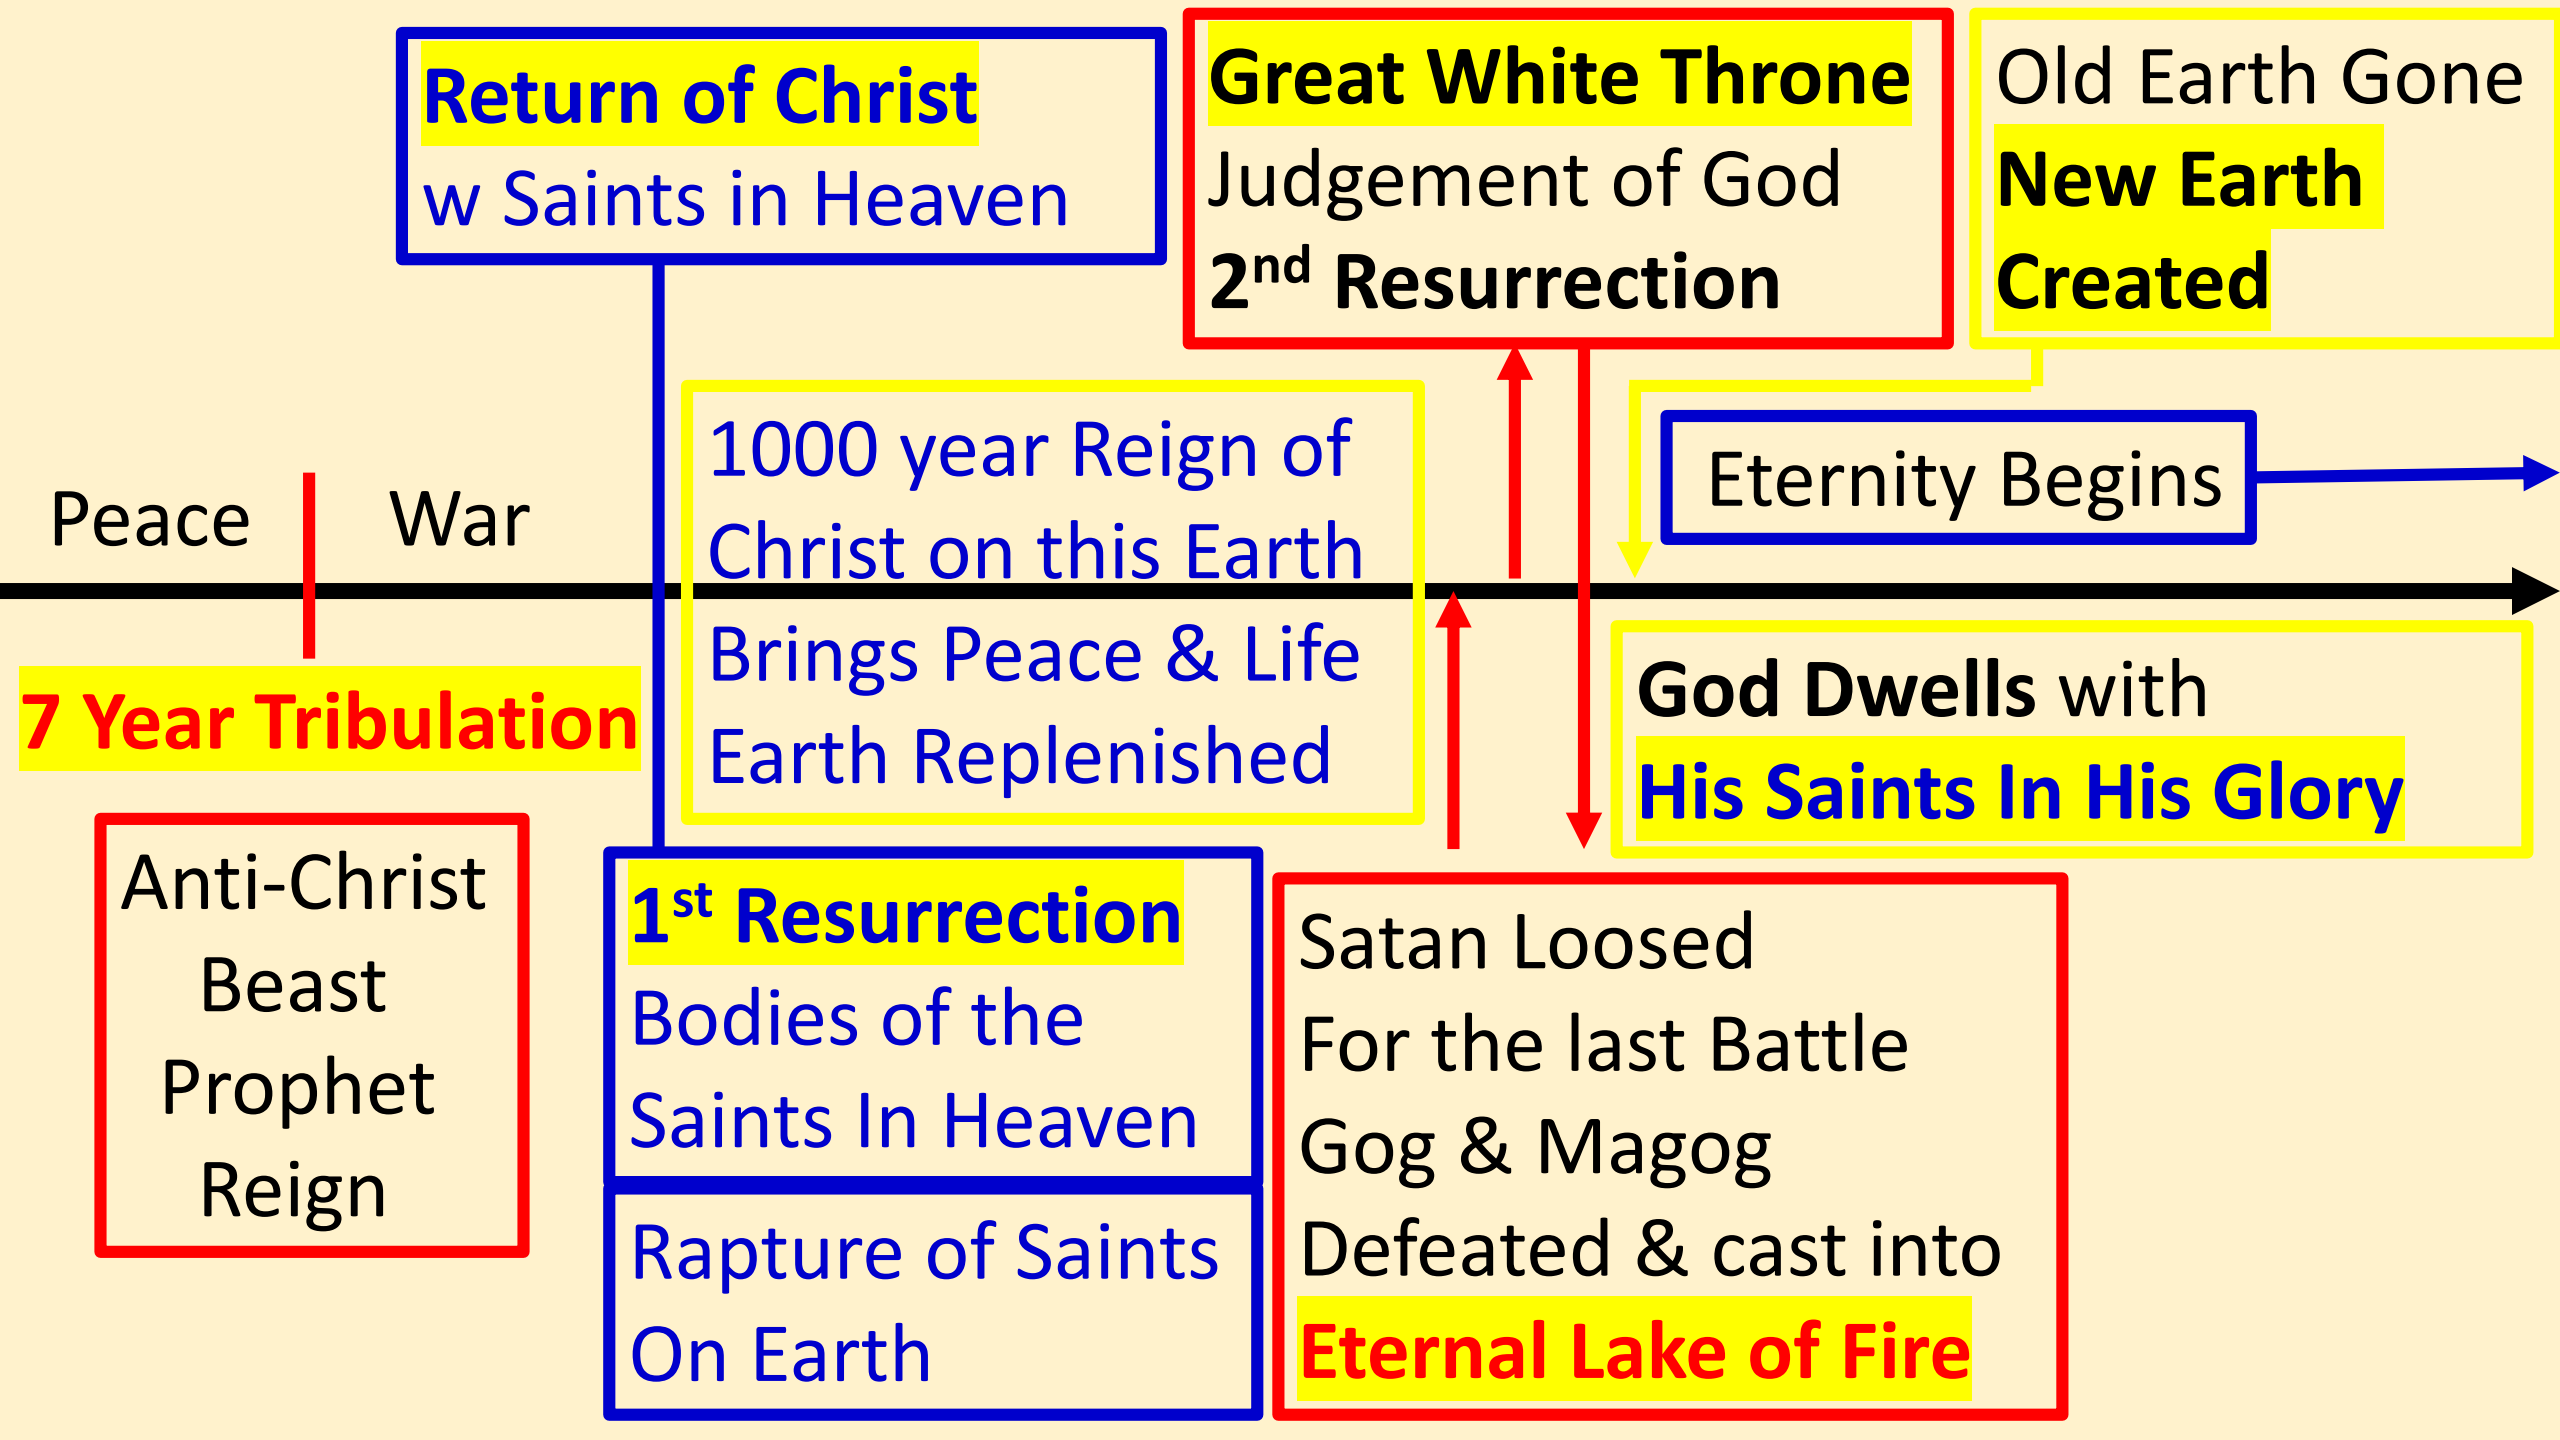 Return of Christ
w Saints in Heaven
Great White Throne
Judgement of God
2nd Resurrection
Old Earth Gone
New Earth
Created
Peace
War
1000 year Reign of
Christ on this Earth
Brings Peace & Life
Earth Replenished
Eternity Begins
7 Year Tribulation
God Dwells with
His Saints In His Glory
Anti-Christ
Beast
Prophet
Reign
1st Resurrection
Bodies of the
Saints In Heaven
Rapture of Saints
On Earth
Satan Loosed
For the last Battle
Gog & Magog
Defeated & cast into
Eternal Lake of Fire